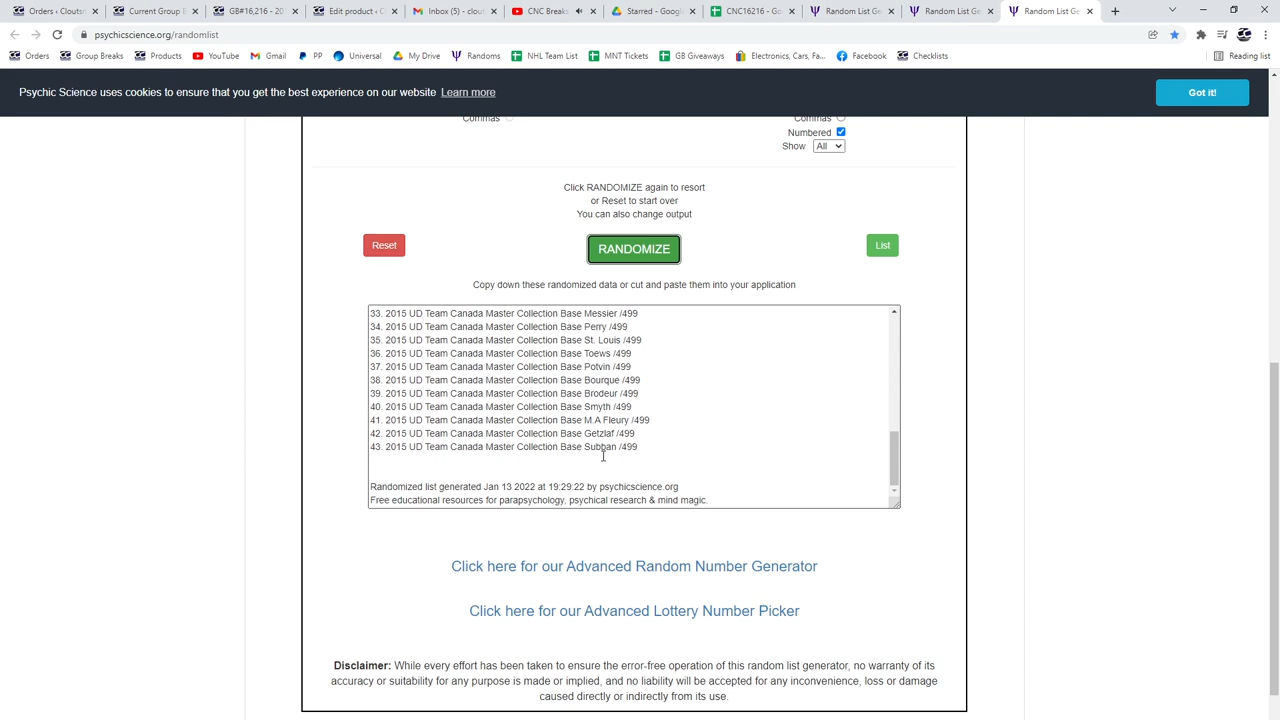 Orders ‹ Cloutsn
Current Group E
GB#16,216 - 201
Edit product ‹ C
Inbox (5) - clout
CNC Breaks
Starred - Google
CNC16216 - Go
Random List Ge
Random List Ge
Random List Ge
psychicscience.org/randomlist
Orders
Group Breaks
Products
YouTube
Gmail
PP
Universal
My Drive
Randoms
NHL Team List
MNT Tickets
GB Giveaways
Electronics, Cars, Fa...
Facebook
Checklists
Reading list
Psychic Science uses cookies to ensure that you get the best experience on our website Learn more
Got it!
Commas
Commas
Numbered
Show All
Click RANDOMIZE again to resort
or Reset to start over
You can also change output
Reset
RANDOMIZE
List
Copy down these randomized data or cut and paste them into your application
33. 2015 UD Team Canada Master Collection Base Messier /499
34. 2015 UD Team Canada Master Collection Base Perry /499
35. 2015 UD Team Canada Master Collection Base St. Louis /499
36. 2015 UD Team Canada Master Collection Base Toews /499
37. 2015 UD Team Canada Master Collection Base Potvin /499
38. 2015 UD Team Canada Master Collection Base Bourque /499
39. 2015 UD Team Canada Master Collection Base Brodeur /499
40. 2015 UD Team Canada Master Collection Base Smyth /499
41. 2015 UD Team Canada Master Collection Base M.A Fleury /499
42. 2015 UD Team Canada Master Collection Base Getzlaf /499
43. 2015 UD Team Canada Master Collection Base Subban /499
Randomized list generated Jan 13 2022 at 19:29:22 by psychicscience.org
Free educational resources for parapsychology, psychical research & mind magic.
Click here for our Advanced Random Number Generator
Click here for our Advanced Lottery Number Picker
Disclaimer: While every effort has been taken to ensure the error-free operation of this random list generator, no warranty of its
accuracy or suitability for any purpose is made or implied, and no liability will be accepted for any inconvenience, loss or damage
caused directly or indirectly from its use.